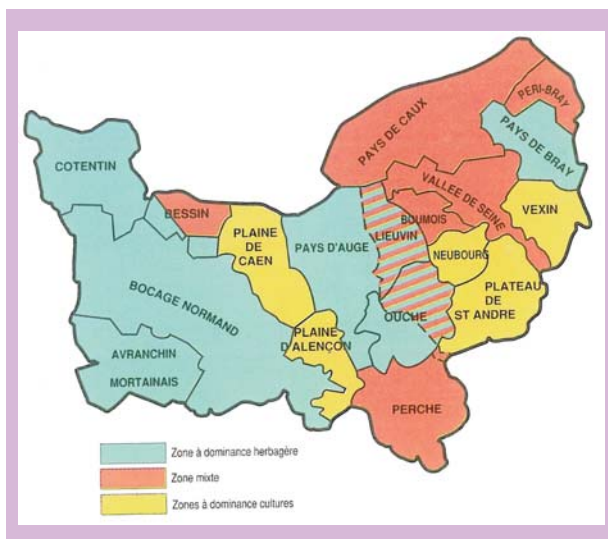 COTENTIN
BESSIN
PLAINE
DE
CAEN
PAYS D'AUGE
LIEUVIN
ROUMOIS
PAYS DE CAUX
PERI-BRAY
PAYS DE BRAY
VALLEE DE SEINE
VEXIN
NEUBOURG
PLATEAU
DE
ST ANDRE
BOCAGE NORMAND
OUCHE
PLAINE
D'ALENÇON
AVRANCHIN
MORTAINAIS
PERCHE
Zone à dominance herbagère
Zone mixte
Zones à dominance cultures